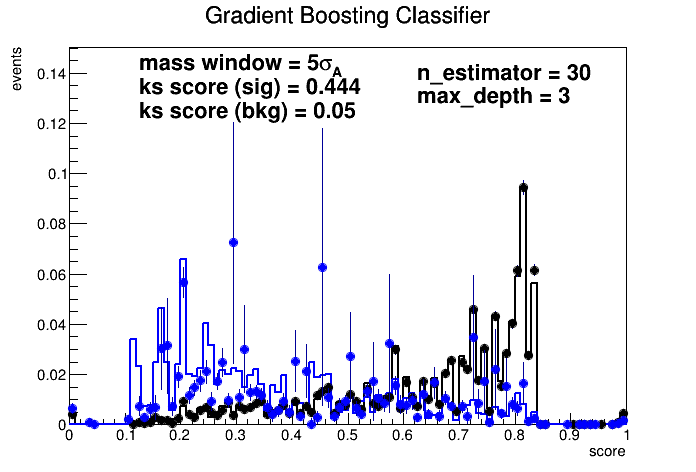 Gradient Boosting Classifier
events
mass window = 5σA
ks score (sig) = 0.444
ks score (bkg) = 0.05
n_estimator = 30
max_depth = 3
0.14
0.12
0.1
0.08
0.06
0.04
0.02
0
0 0.1 0.2 0.3 0.4 0.5 0.6 0.7 0.8 0.9 1
score